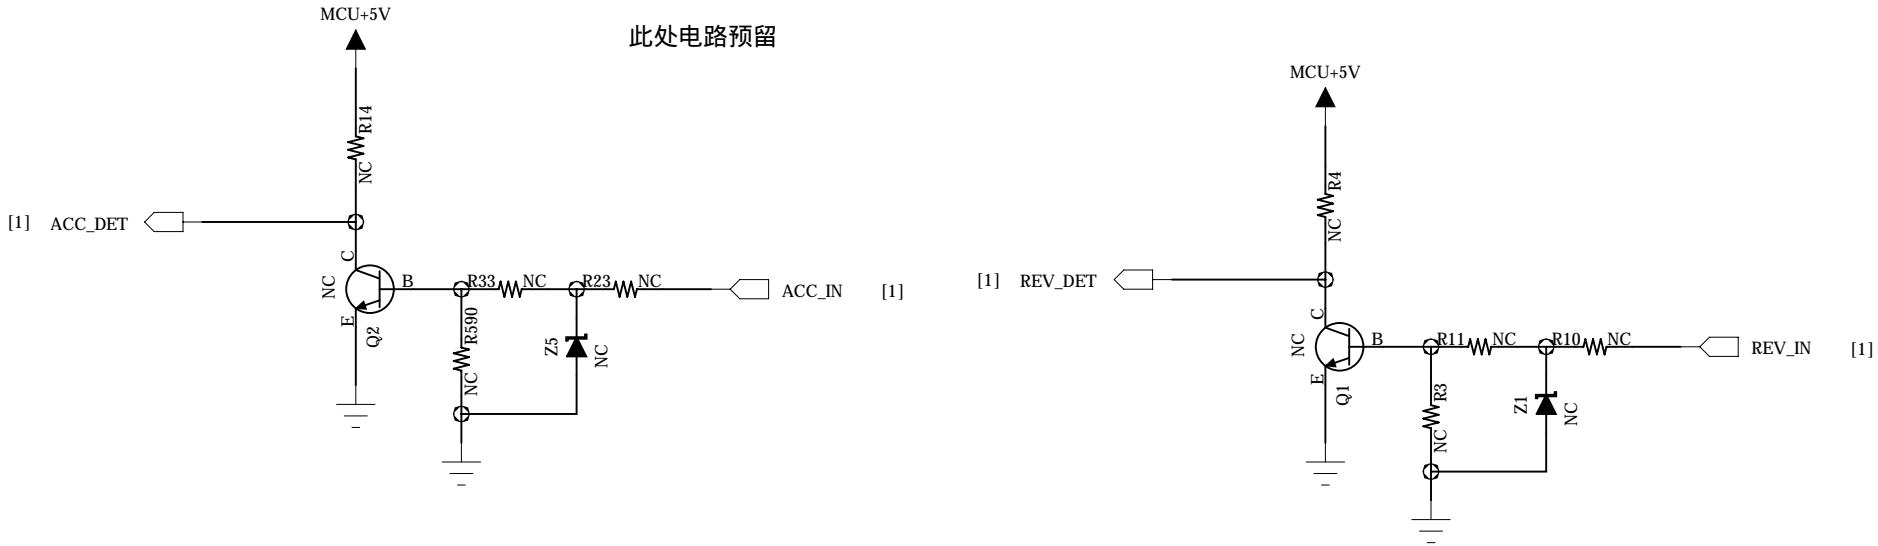 MCU+5V
此处电路预留
R14
NC
[1] ACC_DET
C
NC
B
E
Q2
R33 NC
R23 NC
ACC_IN [1]
R590
NC
Z5
NC
MCU+5V
R4
NC
[1] REV_DET
C
NC
B
E
Q1
R11 NC
R10 NC
REV_IN [1]
R3
NC
Z1
NC